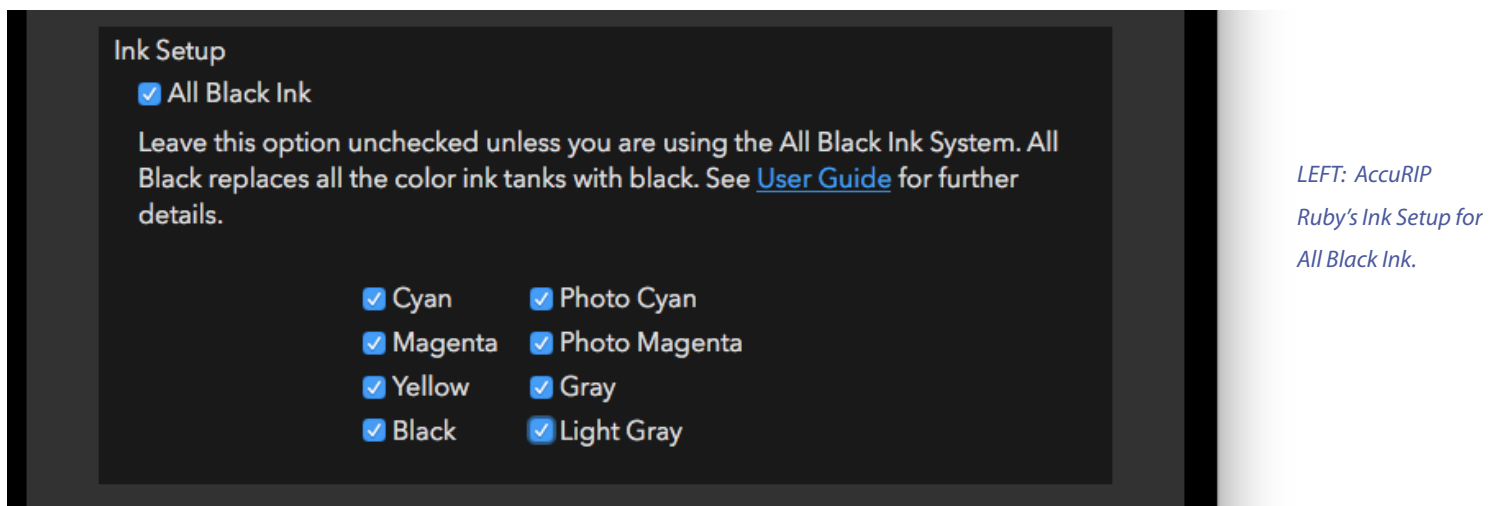 Ink Setup
All Black Ink
Leave this option unchecked unless you are using the All Black Ink System. All
Black replaces all the color ink tanks with black. See User Guide for further
details.
Cyan
Photo Cyan
Magenta
Photo Magenta
Yellow
Gray
Black
Light Gray
LEFT:  AccuRIP
Ruby’s Ink Setup for
All Black Ink.